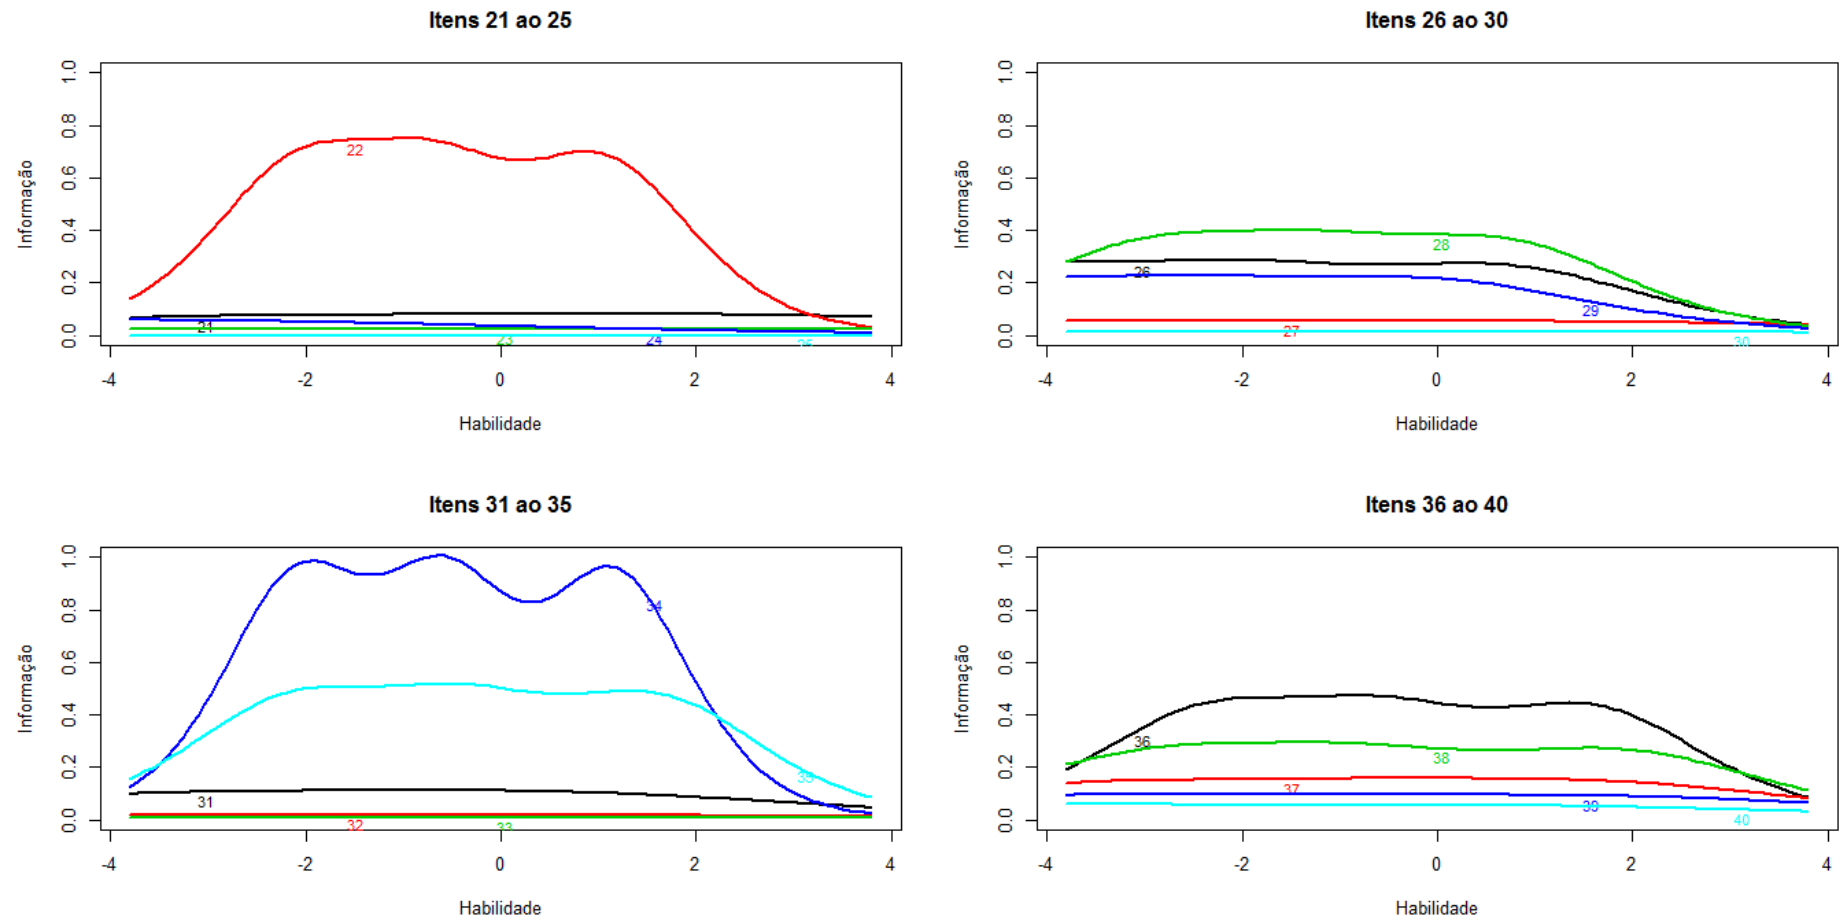 Itens 21 ao 25
Informação
0.0 0.2 0.4 0.6 0.8 1.0
22
21
23
24
25
-4 -2 0 2 4
Habilidade
Itens 26 ao 30
Informação
0.0 0.2 0.4 0.6 0.8 1.0
28
26
29
27
30
-4 -2 0 2 4
Habilidade
Itens 31 ao 35
Informação
0.0 0.2 0.4 0.6 0.8 1.0
34
35
31
32
33
-4 -2 0 2 4
Habilidade
Itens 36 ao 40
Informação
0.0 0.2 0.4 0.6 0.8 1.0
36
38
37
39
40
-4 -2 0 2 4
Habilidade